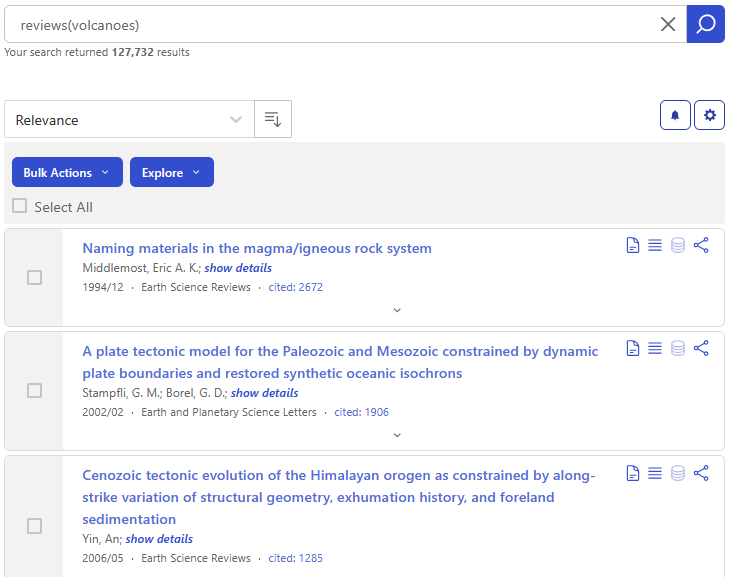 reviews(volcanoes)
Your search returned 127,732 results
Relevance
Bulk Actions
Explore
Select All
Naming materials in the magma/igneous rock system
Middlemost, Eric A. K.; show details
1994/12 · Earth Science Reviews · cited: 2672
A plate tectonic model for the Paleozoic and Mesozoic constrained by dynamic
plate boundaries and restored synthetic oceanic isochrons
Stampfli, G. M.; Borel, G. D.; show details
2002/02 · Earth and Planetary Science Letters · cited: 1906
Cenozoic tectonic evolution of the Himalayan orogen as constrained by along-
strike variation of structural geometry, exhumation history, and foreland
sedimentation
Yin, An; show details
2006/05 · Earth Science Reviews · cited: 1285